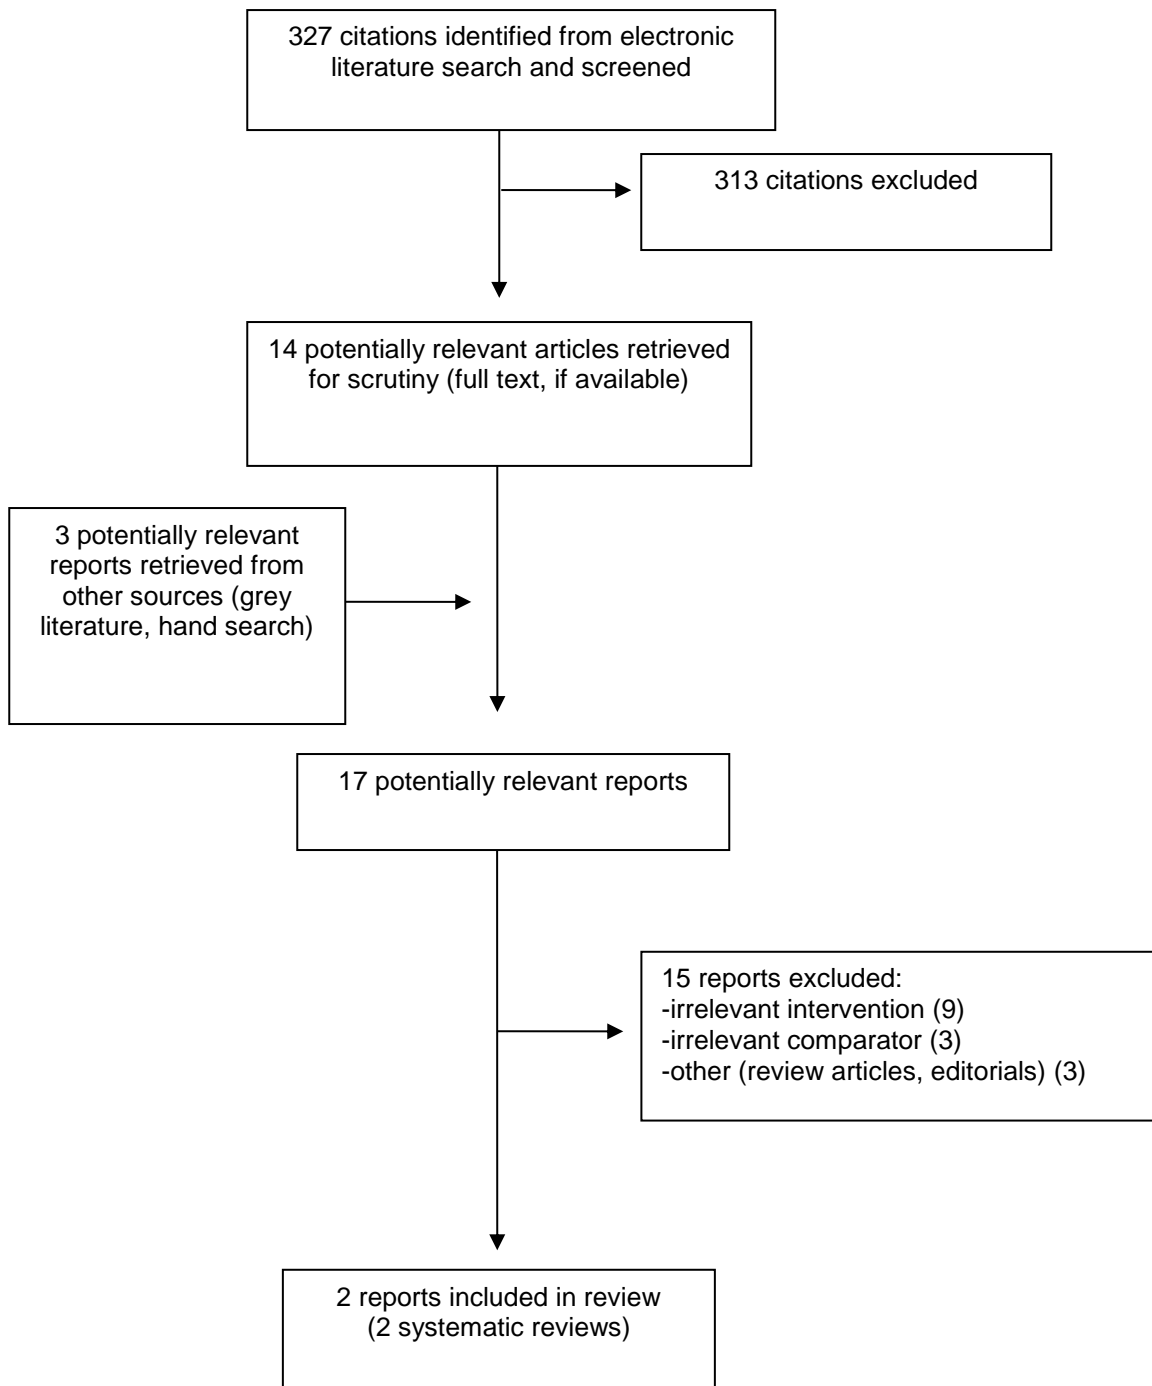 327 citations identified from electronic
literature search and screened
313 citations excluded
14 potentially relevant articles retrieved
for scrutiny (full text, if available)
3 potentially relevant
reports retrieved from
other sources (grey
literature, hand search)
17 potentially relevant reports
15 reports excluded:
-irrelevant intervention (9)
-irrelevant comparator (3)
-other (review articles, editorials) (3)
2 reports included in review
(2 systematic reviews)